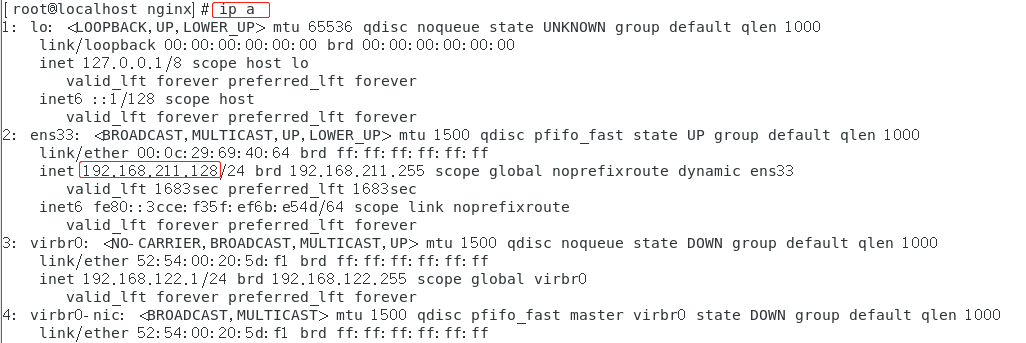 [root@localhost nginx]# ip a
1: lo: <LOOPBACK,UP,LOWER_UP> mtu 65536 qdisc noqueue state UNKNOWN group default qlen 1000
link/loopback 00:00:00:00:00:00 brd 00:00:00:00:00:00
inet 127.0.0.1/8 scope host lo
valid_lft forever preferred_lft forever
inet6 ::1/128 scope host
valid_lft forever preferred_lft forever
2: ens33: <BROADCAST,MULTICAST,UP,LOWER_UP> mtu 1500 qdisc pfifo_fast state UP group default qlen 1000
link/ether 00:0c:29:69:40:64 brd ff:ff:ff:ff:ff:ff
inet 192.168.211.128/24 brd 192.168.211.255 scope global noprefixroute dynamic ens33
valid_lft 1683sec preferred_lft 1683sec
inet6 fe80::3cce:f35f:ef6b:e54d/64 scope link noprefixroute
valid_lft forever preferred_lft forever
3: virbr0: <NO-CARRIER,BROADCAST,MULTICAST,UP> mtu 1500 qdisc noqueue state DOWN group default qlen 1000
link/ether 52:54:00:20:5d:f1 brd ff:ff:ff:ff:ff:ff
inet 192.168.122.1/24 brd 192.168.122.255 scope global virbr0
valid_lft forever preferred_lft forever
4: virbr0-nic: <BROADCAST,MULTICAST> mtu 1500 qdisc pfifo_fast master virbr0 state DOWN group default qlen 1000
link/ether 52:54:00:20:5d:f1 brd ff:ff:ff:ff:ff:ff